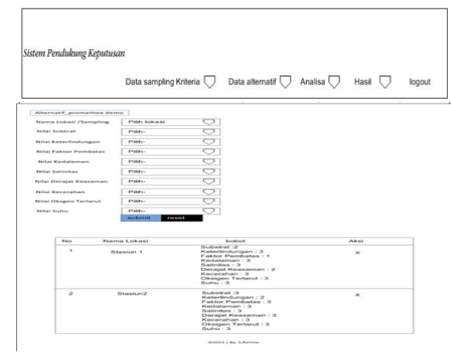 Sistem Pendukung Keputusan
Data sampling Kriteria Data alternatif Analisa Hasil logout
Alternatif_promethee demo
Nama Lokasi /Sampling Pilih lokasi
Nilai Substrat Pilih-
Nilai Keterlindungan Pilih-
Nilai Faktor Pembatas Pilih-
Nilai Kedalaman Pilih-
Nilai Salinitas Pilih-
Nilai Derajat Keasaman Pilih-
Nilai Kecerahan Pilih-
Nilai Oksigen Terlarut Pilih-
Nilai Suhu Pilih-
submit reset
No Nama Lokasi bobot Aksi
1 Stasiun 1 Substrat :2
Keterlindungan : 3
Faktor Pembatas : 1
Kedalaman : 3
Salinitas : 3
Derajat Keasaman : 2
Kecerahan : 3
Oksigen Terlarut : 3
Suhu : 3
X
2 Stasiun2 Substrat :3
Keterlindungan : 2
Faktor Pembatas : 3
Kedalaman : 3
Salinitas : 3
Derajat Keasaman : 3
Kecerahan : 3
Oksigen Terlarut : 3
Suhu : 3
X
©2015 | By.